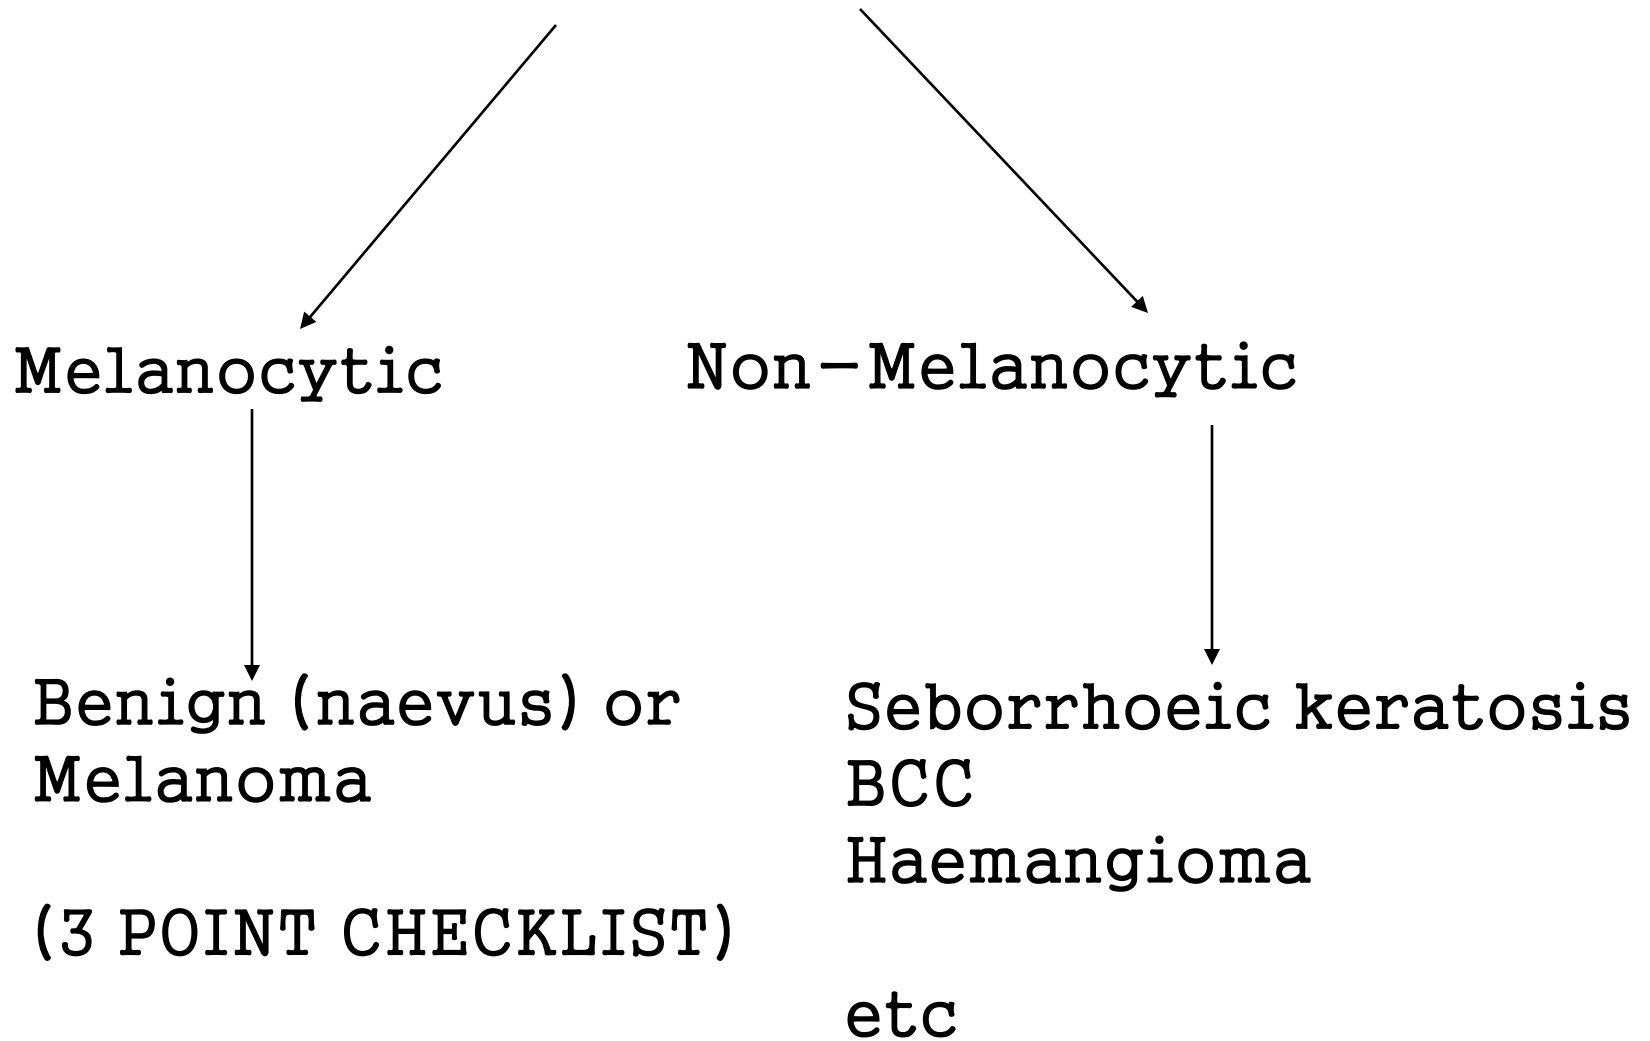 Melanocytic
Non-Melanocytic
Benign (naevus) or
Melanoma
(3 POINT CHECKLIST)
Seborrhoeic keratosis
BCC
Haemangioma
etc